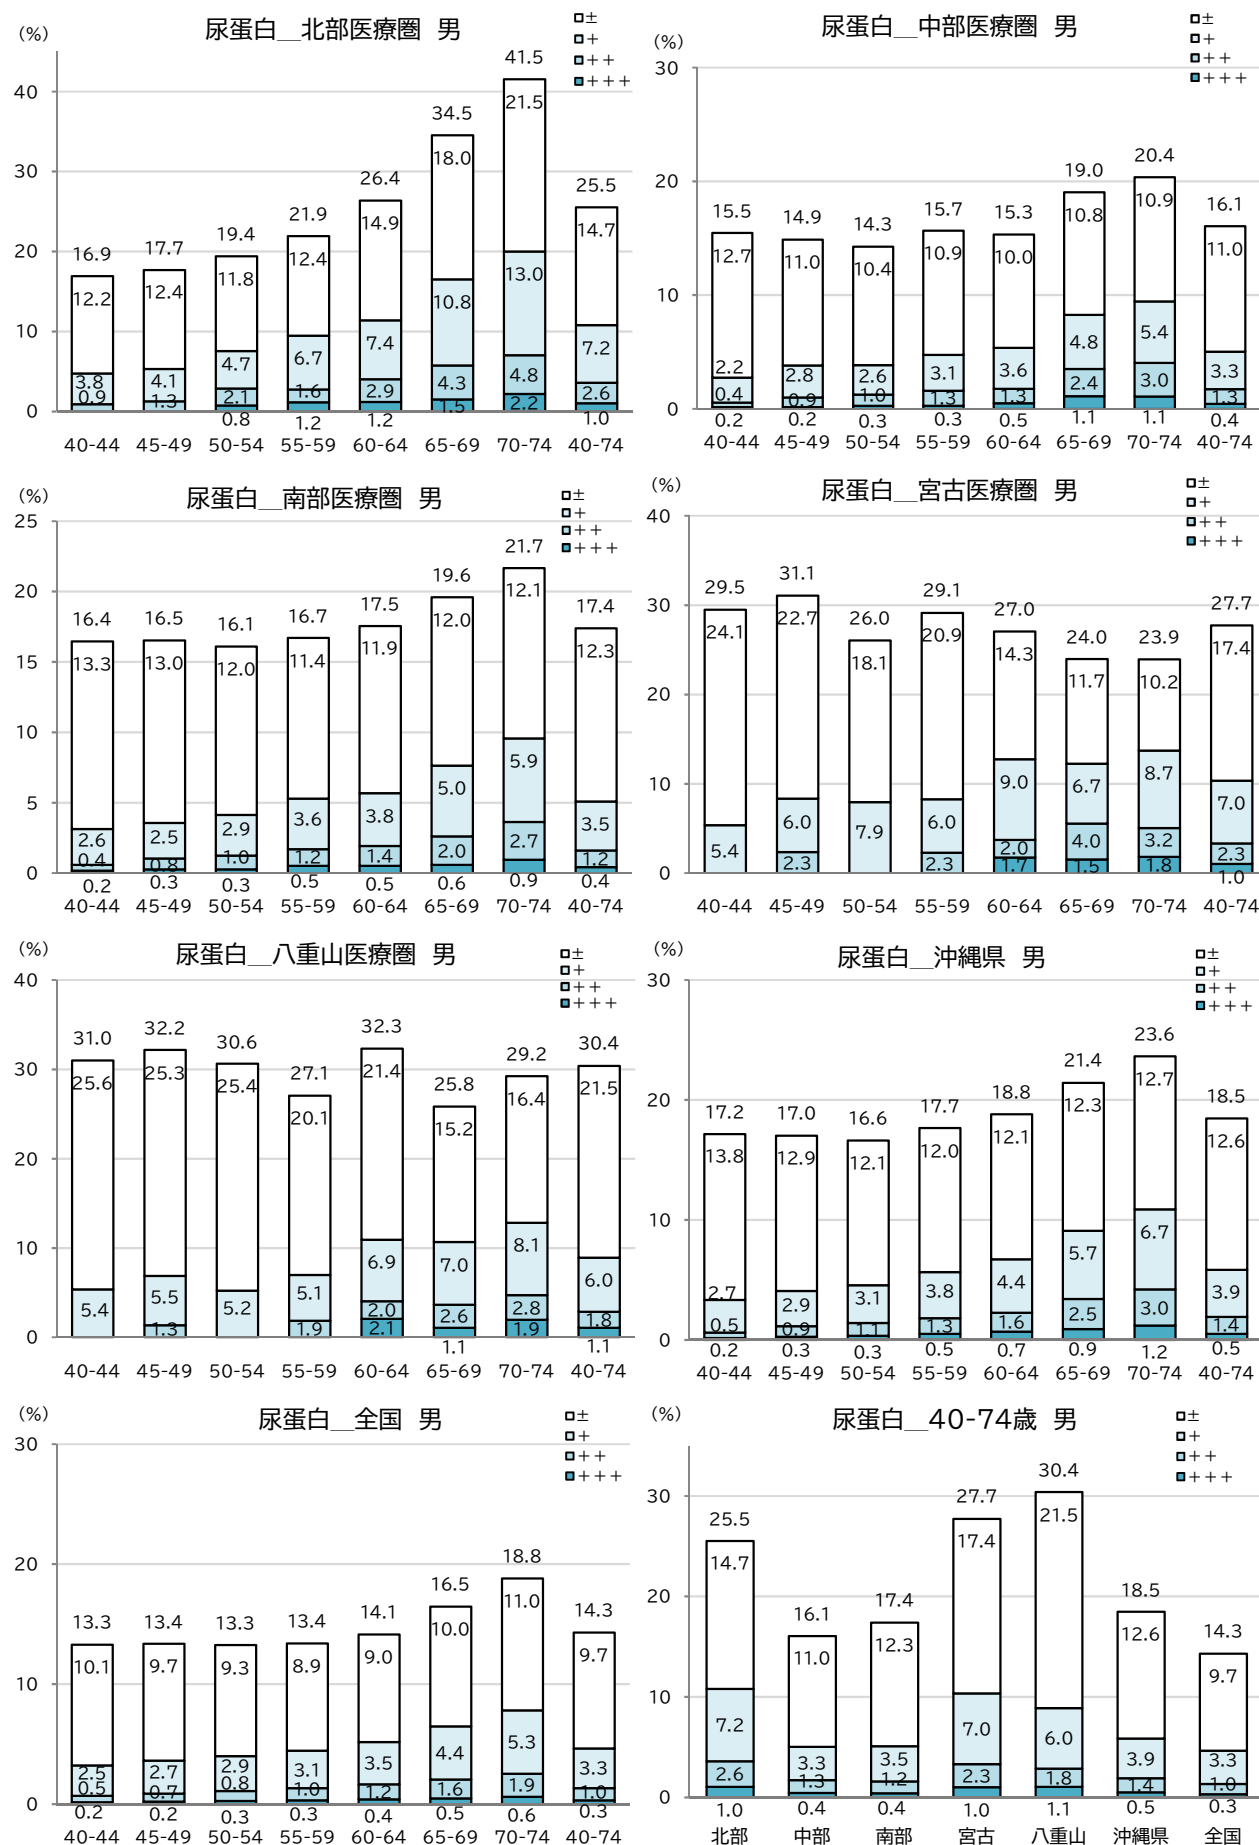 尿蛋白＿北部医療圏 男
(%)
±
+
++
+++
40
30
20
10
0
16.9 17.7 19.4 21.9 26.4 34.5 41.5 25.5
12.2 12.4 11.8 12.4 14.9 18.0 21.5 14.7
3.8 4.1 4.7 6.7 7.4 10.8 13.0 7.2
0.9 1.3 2.1 1.6 2.9 4.3 4.8 2.6
0.8 1.2 1.2 1.5 2.2 1.0
40-44 45-49 50-54 55-59 60-64 65-69 70-74 40-74
尿蛋白＿中部医療圏 男
(%)
±
+
++
+++
30
20
10
0
15.5 14.9 14.3 15.7 15.3 19.0 20.4 16.1
12.7 11.0 10.4 10.9 10.0 10.8 10.9 11.0
2.2 2.8 2.6 3.1 3.6 4.8 5.4 3.3
0.4 0.9 1.0 1.3 1.3 2.4 3.0 1.3
0.2 0.2 0.3 0.3 0.5 1.1 1.1 0.4
40-44 45-49 50-54 55-59 60-64 65-69 70-74 40-74
尿蛋白＿南部医療圏 男
(%)
±
+
++
+++
25
20
15
10
5
0
16.4 16.5 16.1 16.7 17.5 19.6 21.7 17.4
13.3 13.0 12.0 11.4 11.9 12.0 12.1 12.3
2.6 2.5 2.9 3.6 3.8 5.0 5.9 3.5
0.4 0.8 1.0 1.2 1.4 2.0 2.7 1.2
0.2 0.3 0.3 0.5 0.5 0.6 0.9 0.4
40-44 45-49 50-54 55-59 60-64 65-69 70-74 40-74
尿蛋白＿宮古医療圏 男
(%)
±
+
++
+++
40
30
20
10
0
29.5 31.1 26.0 29.1 27.0 24.0 23.9 27.7
24.1 22.7 18.1 20.9 14.3 11.7 10.2 17.4
5.4 6.0 7.9 6.0 9.0 6.7 8.7 7.0
2.3 2.3 2.0 4.0 3.2 2.3
1.7 1.5 1.8 1.0
40-44 45-49 50-54 55-59 60-64 65-69 70-74 40-74
尿蛋白＿八重山医療圏 男
(%)
±
+
++
+++
40
30
20
10
0
31.0 32.2 30.6 27.1 32.3 25.8 29.2 30.4
25.6 25.3 25.4 20.1 21.4 15.2 16.4 21.5
5.4 5.5 5.2 5.1 6.9 7.0 8.1 6.0
1.3 1.9 2.0 2.6 2.8 1.8
2.1 1.1 1.9 1.1
40-44 45-49 50-54 55-59 60-64 65-69 70-74 40-74
尿蛋白＿沖縄県 男
(%)
±
+
++
+++
30
20
10
0
17.2 17.0 16.6 17.7 18.8 21.4 23.6 18.5
13.8 12.9 12.1 12.0 12.1 12.3 12.7 12.6
2.7 2.9 3.1 3.8 4.4 5.7 6.7 3.9
0.5 0.9 1.1 1.3 1.6 2.5 3.0 1.4
0.2 0.3 0.3 0.5 0.7 0.9 1.2 0.5
40-44 45-49 50-54 55-59 60-64 65-69 70-74 40-74
尿蛋白＿全国 男
(%)
±
+
++
+++
30
20
10
0
13.3 13.4 13.3 13.4 14.1 16.5 18.8 14.3
10.1 9.7 9.3 8.9 9.0 10.0 11.0 9.7
2.5 2.7 2.9 3.1 3.5 4.4 5.3 3.3
0.5 0.7 0.8 1.0 1.2 1.6 1.9 1.0
0.2 0.2 0.3 0.3 0.4 0.5 0.6 0.3
40-44 45-49 50-54 55-59 60-64 65-69 70-74 40-74
尿蛋白＿40-74歳 男
(%)
±
+
++
+++
30
20
10
0
25.5 16.1 17.4 27.7 30.4 18.5 14.3
14.7 11.0 12.3 17.4 21.5 12.6 9.7
7.2 3.3 3.5 7.0 6.0 3.9 3.3
2.6 1.3 1.2 2.3 1.8 1.4 1.0
1.0 0.4 0.4 1.0 1.1 0.5 0.3
北部 中部 南部 宮古 八重山 沖縄県 全国